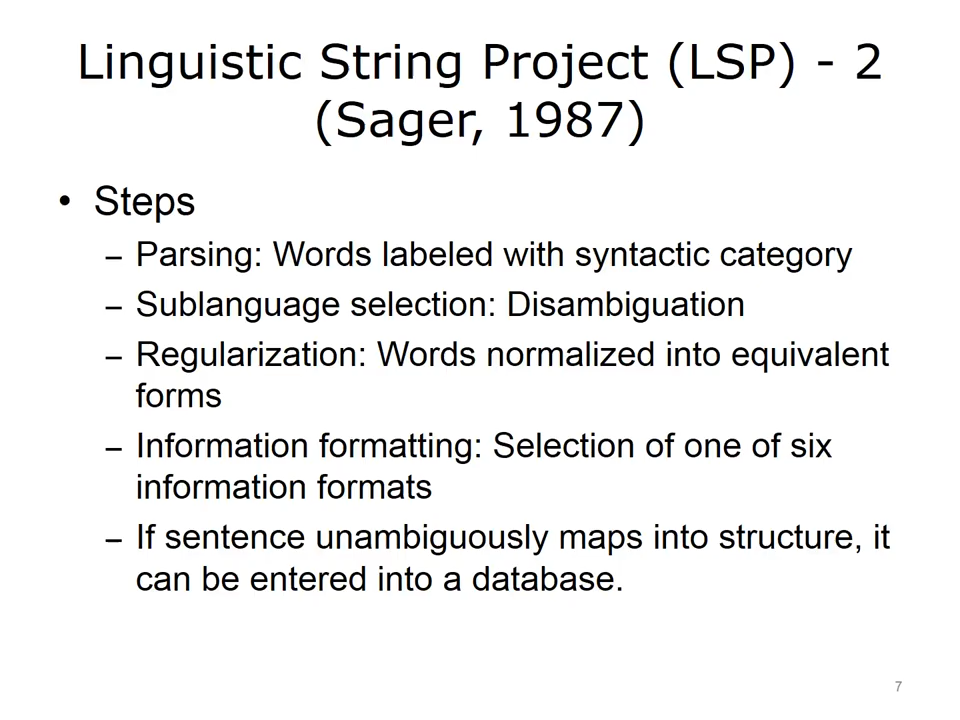 Linguistic String Project (LSP) - 2
(Sager, 1987)
• Steps
– Parsing: Words labeled with syntactic category
– Sublanguage selection: Disambiguation
– Regularization: Words normalized into equivalent
forms
– Information formatting: Selection of one of six
information formats
– If sentence unambiguously maps into structure, it
can be entered into a database.
7